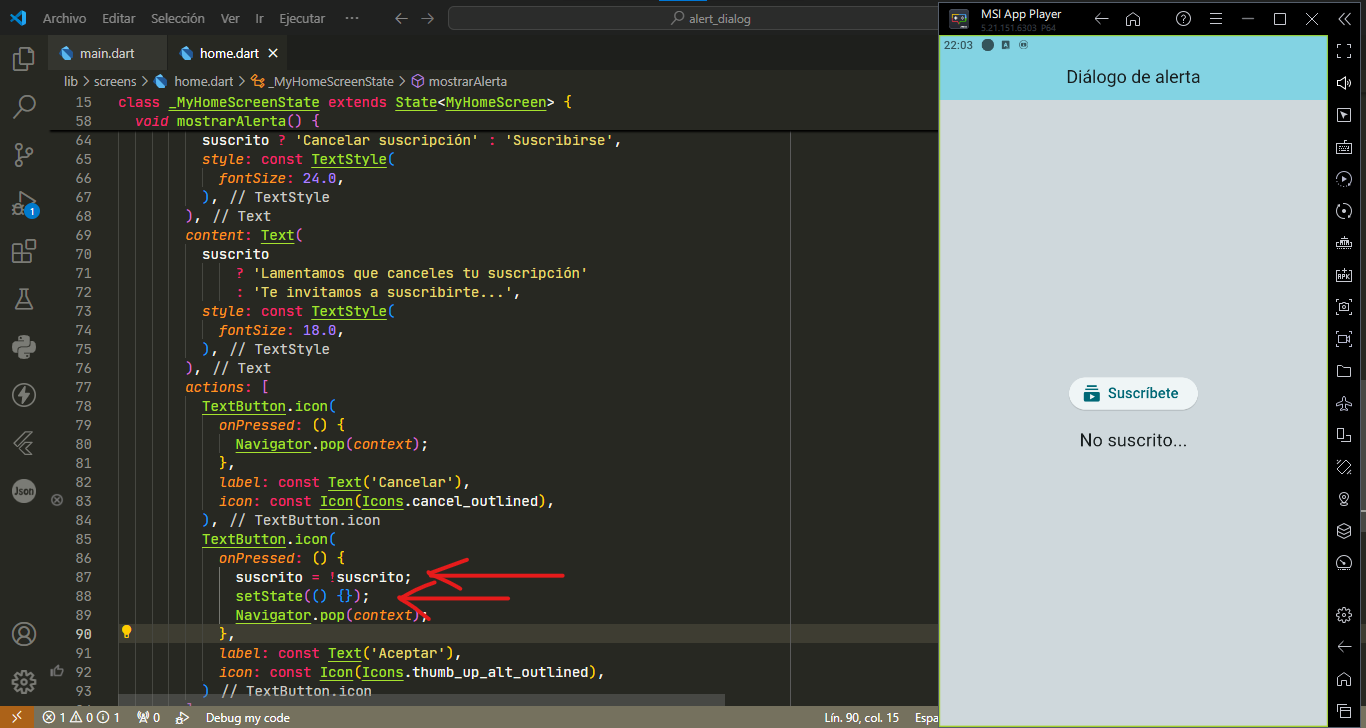 Archivo Editar Selección Ver Ir Ejecutar ··· alert_dialog
main.dart home.dart
lib > screens > home.dart > _MyHomeScreenState > mostrarAlerta
15 class _MyHomeScreenState extends State<MyHomeScreen> {
58 void mostrarAlerta() {
64 suscrito ? 'Cancelar suscripción' : 'Suscribirse',
65 style: const TextStyle(
66 fontSize: 24.0,
67 ), // TextStyle
68 ), // Text
69 content: Text(
70 suscrito
71 ? 'Lamentamos que canceles tu suscripción'
72 : 'Te invitamos a suscribirte...',
73 style: const TextStyle(
74 fontSize: 18.0,
75 ), // TextStyle
76 ), // Text
77 actions: [
78 TextButton.icon(
79 onPressed: () {
80 Navigator.pop(context);
81 },
82 label: const Text('Cancelar'),
83 icon: const Icon(Icons.cancel_outlined),
84 ), // TextButton.icon
85 TextButton.icon(
86 onPressed: () {
87 suscrito = !suscrito;
88 setState(() {});
89 Navigator.pop(context);
90 },
91 label: const Text('Aceptar'),
92 icon: const Icon(Icons.thumb_up_alt_outlined),
93 ) // TextButton.icon
1
Json
1 0 1 0 Debug my code Lín. 90, col. 15 Espa
MSI App Player
5.21.151.6303 P64
22:03
Diálogo de alerta
Suscríbete
No suscrito...